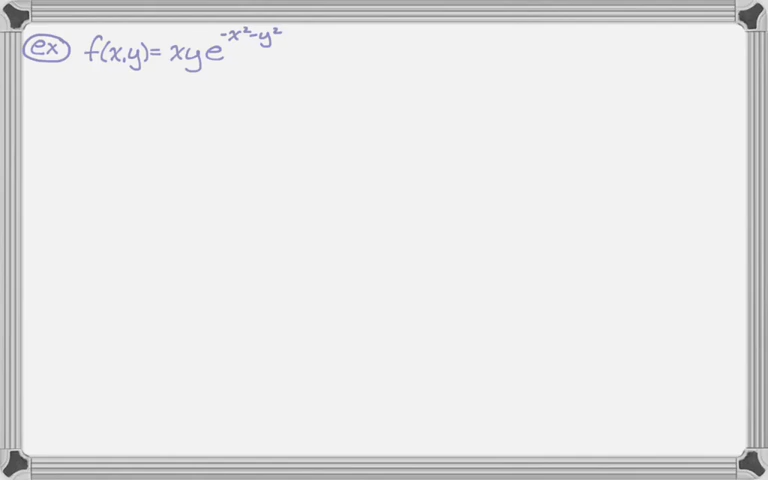 ex f(x,y)= xye^{-x²-y²}